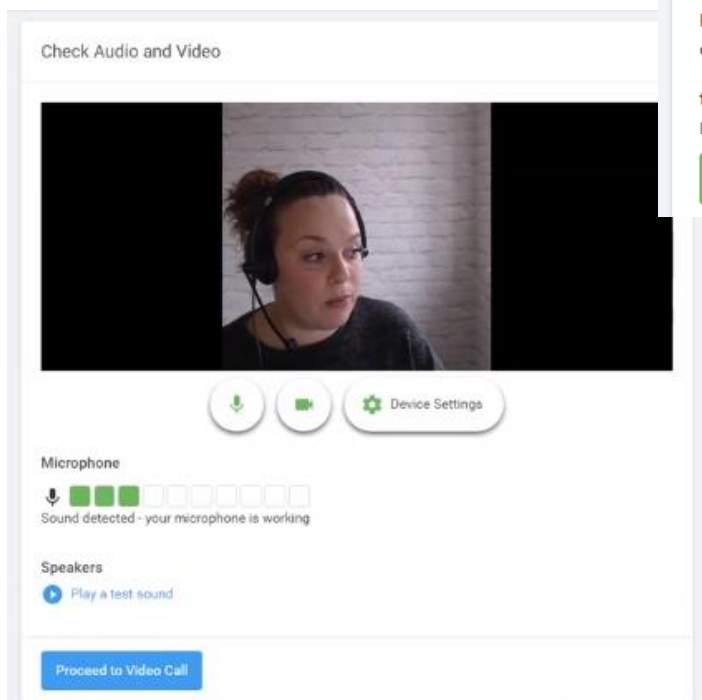 Check Audio and Video
Device Settings
Microphone
Sound detected - your microphone is working
Speakers
Play a test sound
Proceed to Video Call